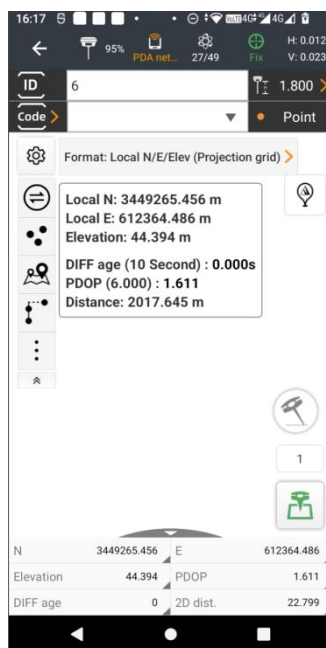 16:17
4G 4G
95%
PDA net...
27/49
Fix
H: 0.012
V: 0.023
ID
6
1.800
Code
Point
Format: Local N/E/Elev (Projection grid)
Local N: 3449265.456 m
Local E: 612364.486 m
Elevation: 44.394 m
DIFF age (10 Second) : 0.000s
PDOP (6.000) : 1.611
Distance: 2017.645 m
1
N 3449265.456 E 612364.486
Elevation 44.394 PDOP 1.611
DIFF age 0 2D dist. 22.799